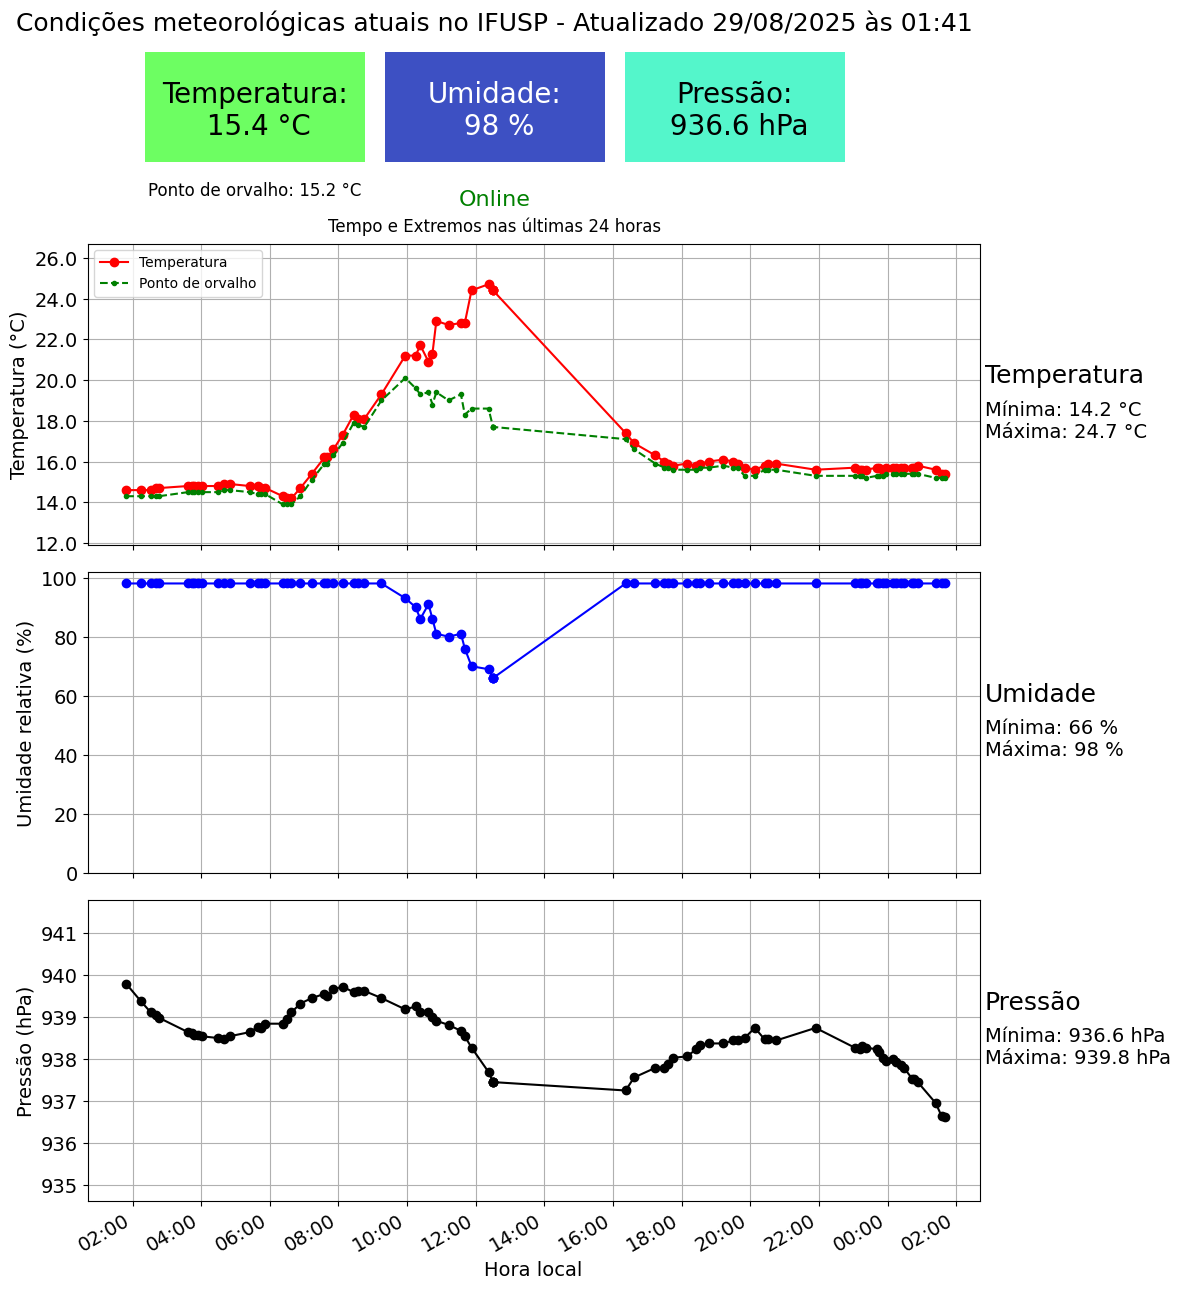 Condições meteorológicas atuais no IFUSP - Atualizado 29/08/2025 às 01:41
Temperatura:
15.4 °C
Umidade:
98 %
Pressão:
936.6 hPa
Ponto de orvalho: 15.2 °C
Online
Tempo e Extremos nas últimas 24 horas
Temperatura
Ponto de orvalho
Temperatura (°C)
26.0
24.0
22.0
20.0
18.0
16.0
14.0
12.0
Temperatura
Mínima: 14.2 °C
Máxima: 24.7 °C
Umidade relativa (%)
100
80
60
40
20
0
Umidade
Mínima: 66 %
Máxima: 98 %
Pressão (hPa)
941
940
939
938
937
936
935
Pressão
Mínima: 936.6 hPa
Máxima: 939.8 hPa
02:00 04:00 06:00 08:00 10:00 12:00 14:00 16:00 18:00 20:00 22:00 00:00 02:00
Hora local